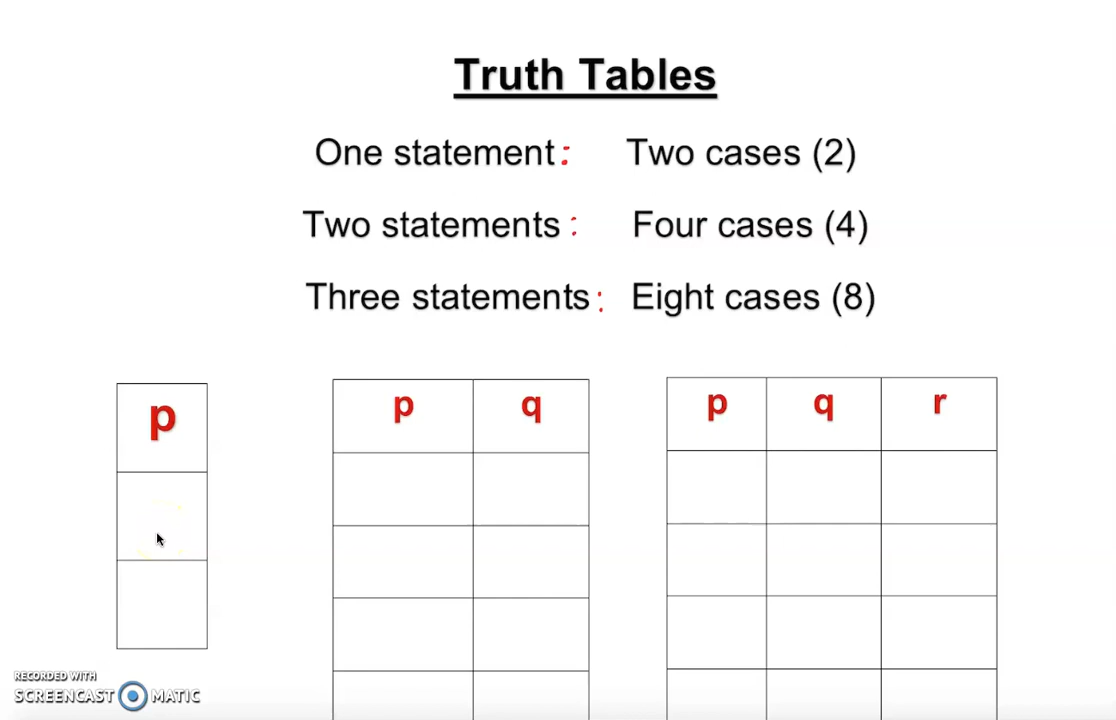 Truth Tables
One statement: Two cases (2)
Two statements: Four cases (4)
Three statements: Eight cases (8)
p
p q
p q r
RECORDED WITH
SCREENCAST MATIC